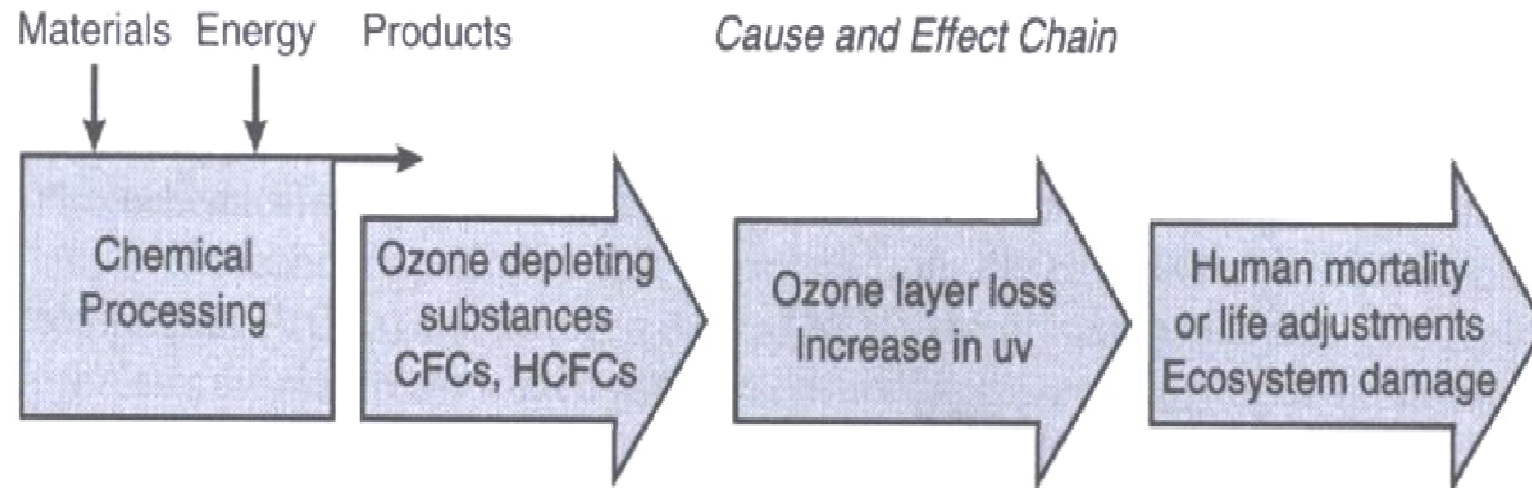 Materials Energy Products
Cause and Effect Chain
Chemical
Processing
Ozone depleting
substances
CFCs, HCFCs
Ozone layer loss
Increase in uv
Human mortality
or life adjustments
Ecosystem damage